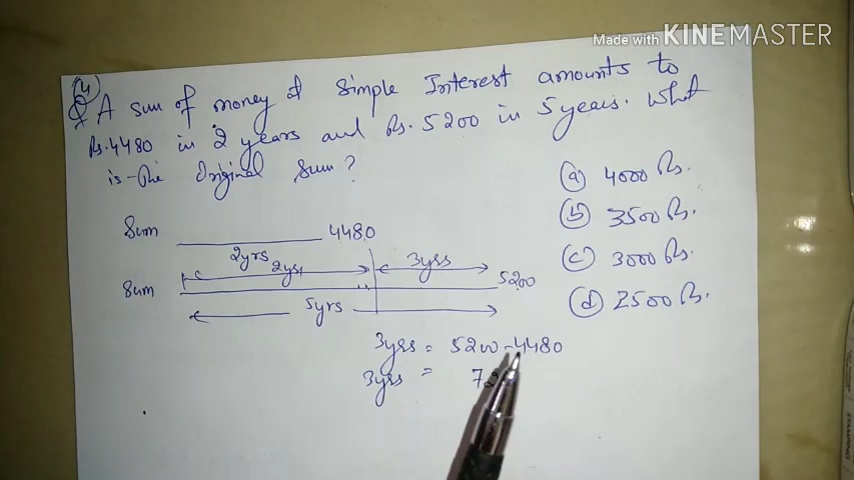 Made with KINEMASTER
(4)
Q A sum of money at Simple Interest amounts to
Rs.4480 in 2 years and Rs. 5200 in 5 years. What
is the Original Sum?
(a) 4000 Rs.
(b) 3500 Rs.
(c) 3000 Rs.
(d) 2500 Rs.
Sum 4480
2yrs
2yrs 3yrs
Sum 5200
5yrs
3yrs = 5200-4480
3yrs = 72